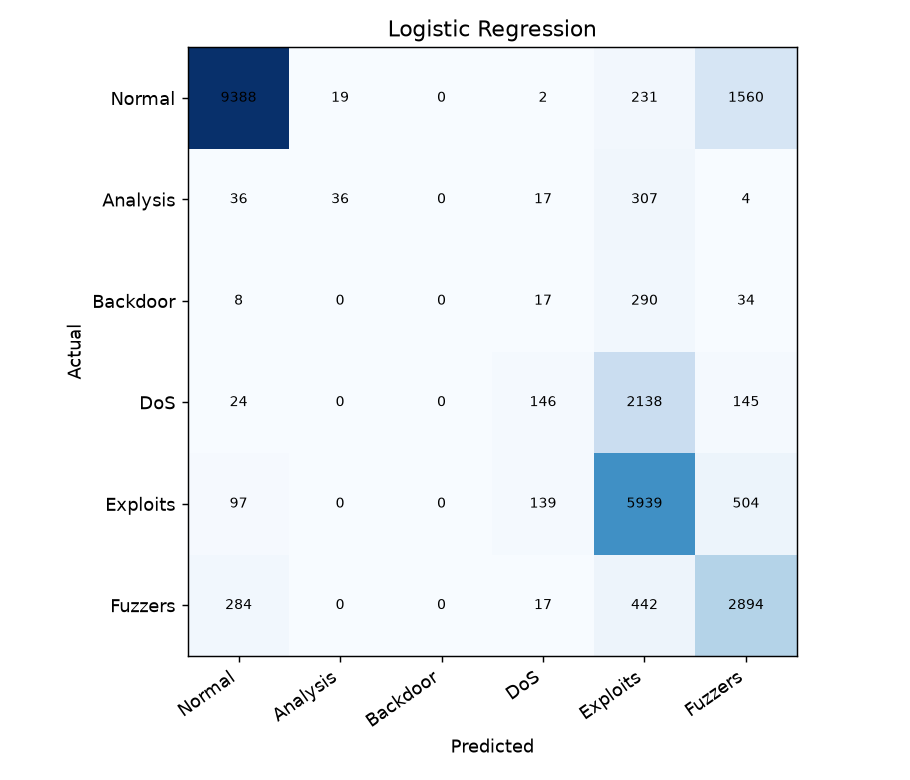 Logistic Regression
Normal 9388 19 0 2 231 1560
Analysis 36 36 0 17 307 4
Backdoor 8 0 0 17 290 34
DoS 24 0 0 146 2138 145
Exploits 97 0 0 139 5939 504
Fuzzers 284 0 0 17 442 2894
Actual
Normal Analysis Backdoor DoS Exploits Fuzzers
Predicted